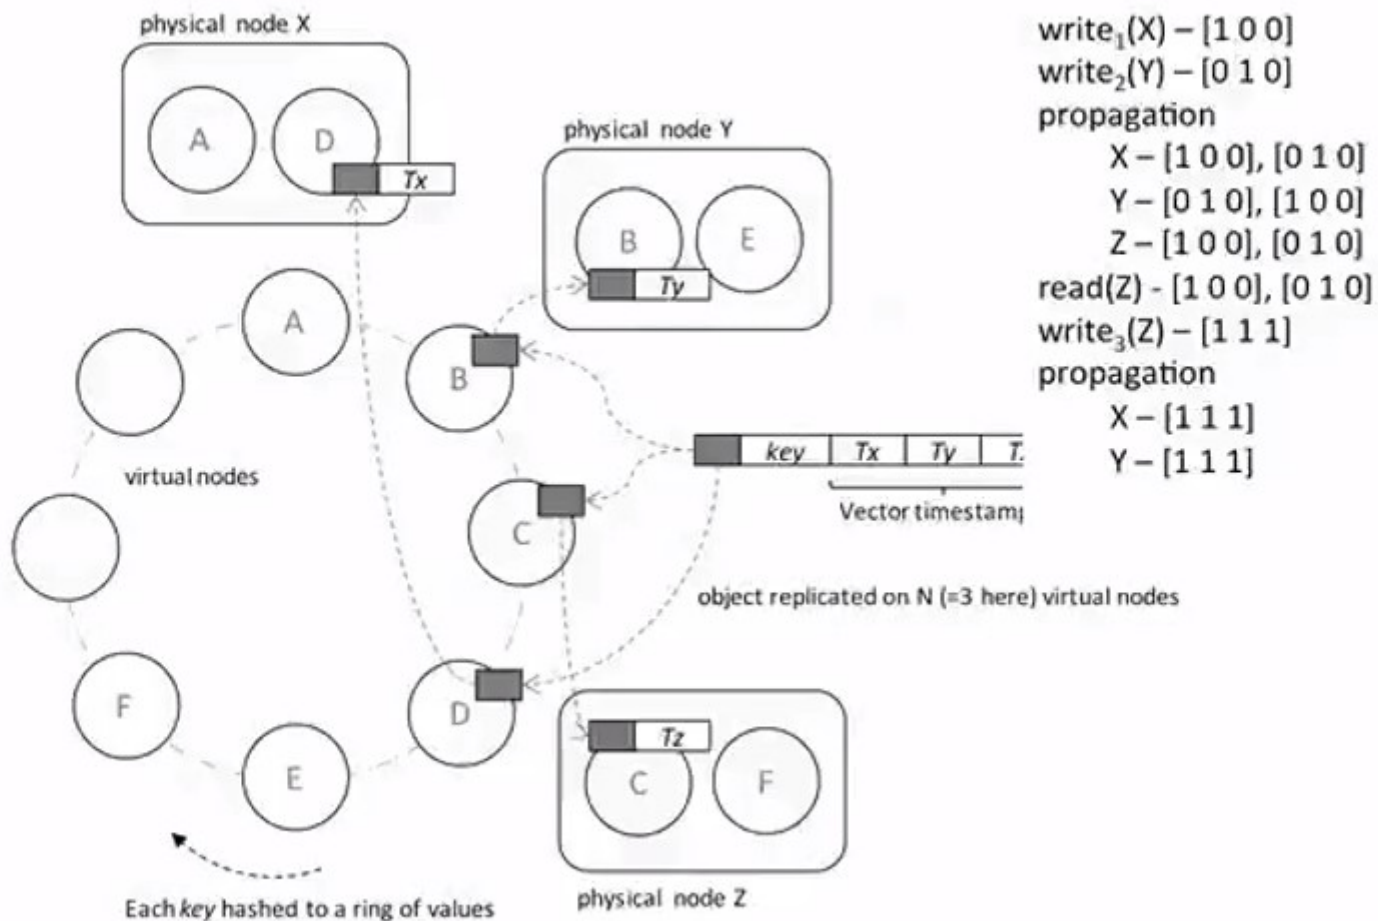 physical node X
A
D
Tx
physical node Y
B
E
Ty
A
B
C
D
E
F
virtual nodes
key Tx Ty T.
Vector timestamp
object replicated on N (=3 here) virtual nodes
Tz
C
F
physical node Z
Each key hashed to a ring of values
write₁(X) – [1 0 0]
write₂(Y) – [0 1 0]
propagation
X – [1 0 0], [0 1 0]
Y – [0 1 0], [1 0 0]
Z – [1 0 0], [0 1 0]
read(Z) - [1 0 0], [0 1 0]
write₃(Z) – [1 1 1]
propagation
X – [1 1 1]
Y – [1 1 1]